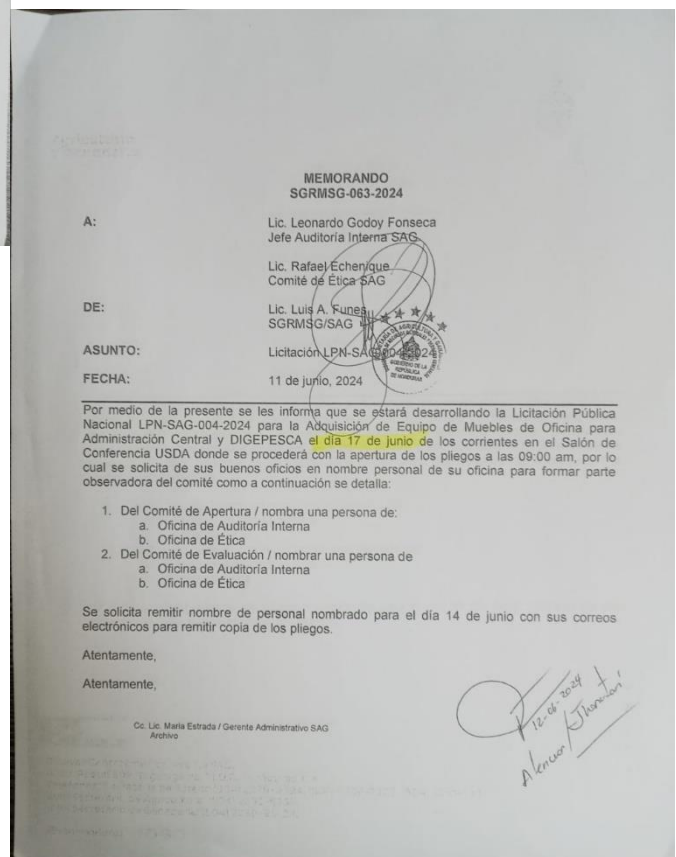 MEMORANDO
SGRMSG-063-2024
A:
Lic. Leonardo Godoy Fonseca
Jefe Auditoría Interna SAG
Lic. Rafael Echenique
Comité de Ética SAG
DE:
Lic. Luis A. Funes
SGRMSG/SAG
ASUNTO:
Licitación LPN-SAG-004-2024
FECHA:
11 de junio, 2024
GOBIERNO DE LA
REPÚBLICA
DE HONDURAS
Por medio de la presente se les informa que se estará desarrollando la Licitación Pública
Nacional LPN-SAG-004-2024 para la Adquisición de Equipo de Muebles de Oficina para
Administración Central y DIGEPESCA el día 17 de junio de los corrientes en el Salón de
Conferencia USDA donde se procederá con la apertura de los pliegos a las 09:00 am, por lo
cual se solicita de sus buenos oficios en nombre personal de su oficina para formar parte
observadora del comité como a continuación se detalla:
1. Del Comité de Apertura / nombra una persona de:
a. Oficina de Auditoría Interna
b. Oficina de Ética
2. Del Comité de Evaluación / nombrar una persona de
a. Oficina de Auditoría Interna
b. Oficina de Ética
Se solicita remitir nombre de personal nombrado para el día 14 de junio con sus correos
electrónicos para remitir copia de los pliegos.
Atentamente,
Atentamente,
Cc. Lic. Maria Estrada / Gerente Administrativo SAG
Archivo
12-06-2024